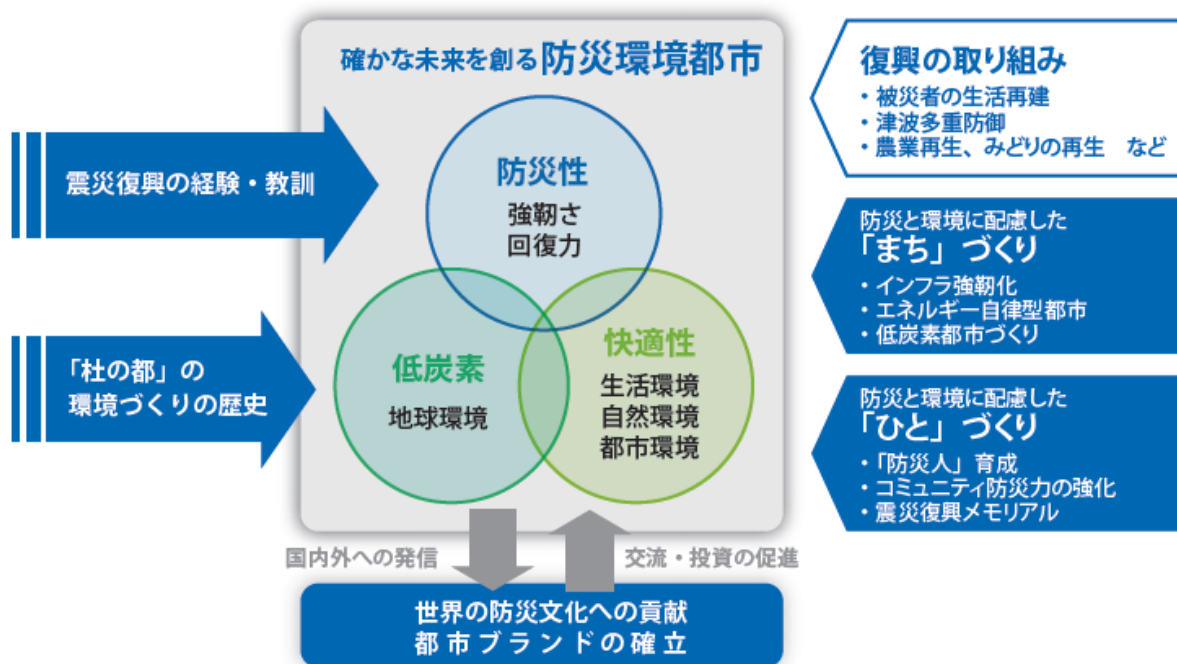 確かな未来を創る防災環境都市
震災復興の経験・教訓
「杜の都」の
環境づくりの歴史
防災性
強靭さ
回復力
低炭素
地球環境
快適性
生活環境
自然環境
都市環境
復興の取り組み
・被災者の生活再建
・津波多重防御
・農業再生、みどりの再生 など
防災と環境に配慮した
「まち」づくり
・インフラ強靭化
・エネルギー自律型都市
・低炭素都市づくり
防災と環境に配慮した
「ひと」づくり
・「防災人」育成
・コミュニティ防災力の強化
・震災復興メモリアル
国内外への発信
交流・投資の促進
世界の防災文化への貢献
都市ブランドの確立